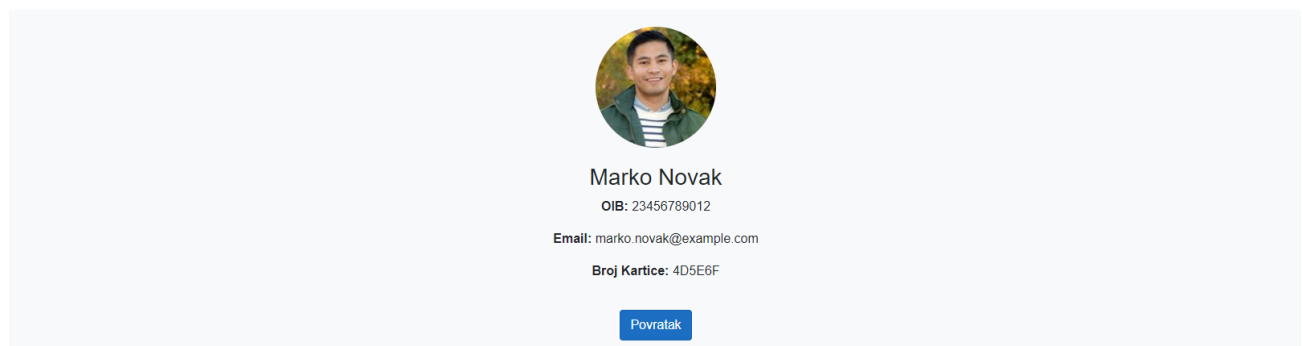 Marko Novak
OIB: 23456789012
Email: marko.novak@example.com
Broj Kartice: 4D5E6F
Povratak